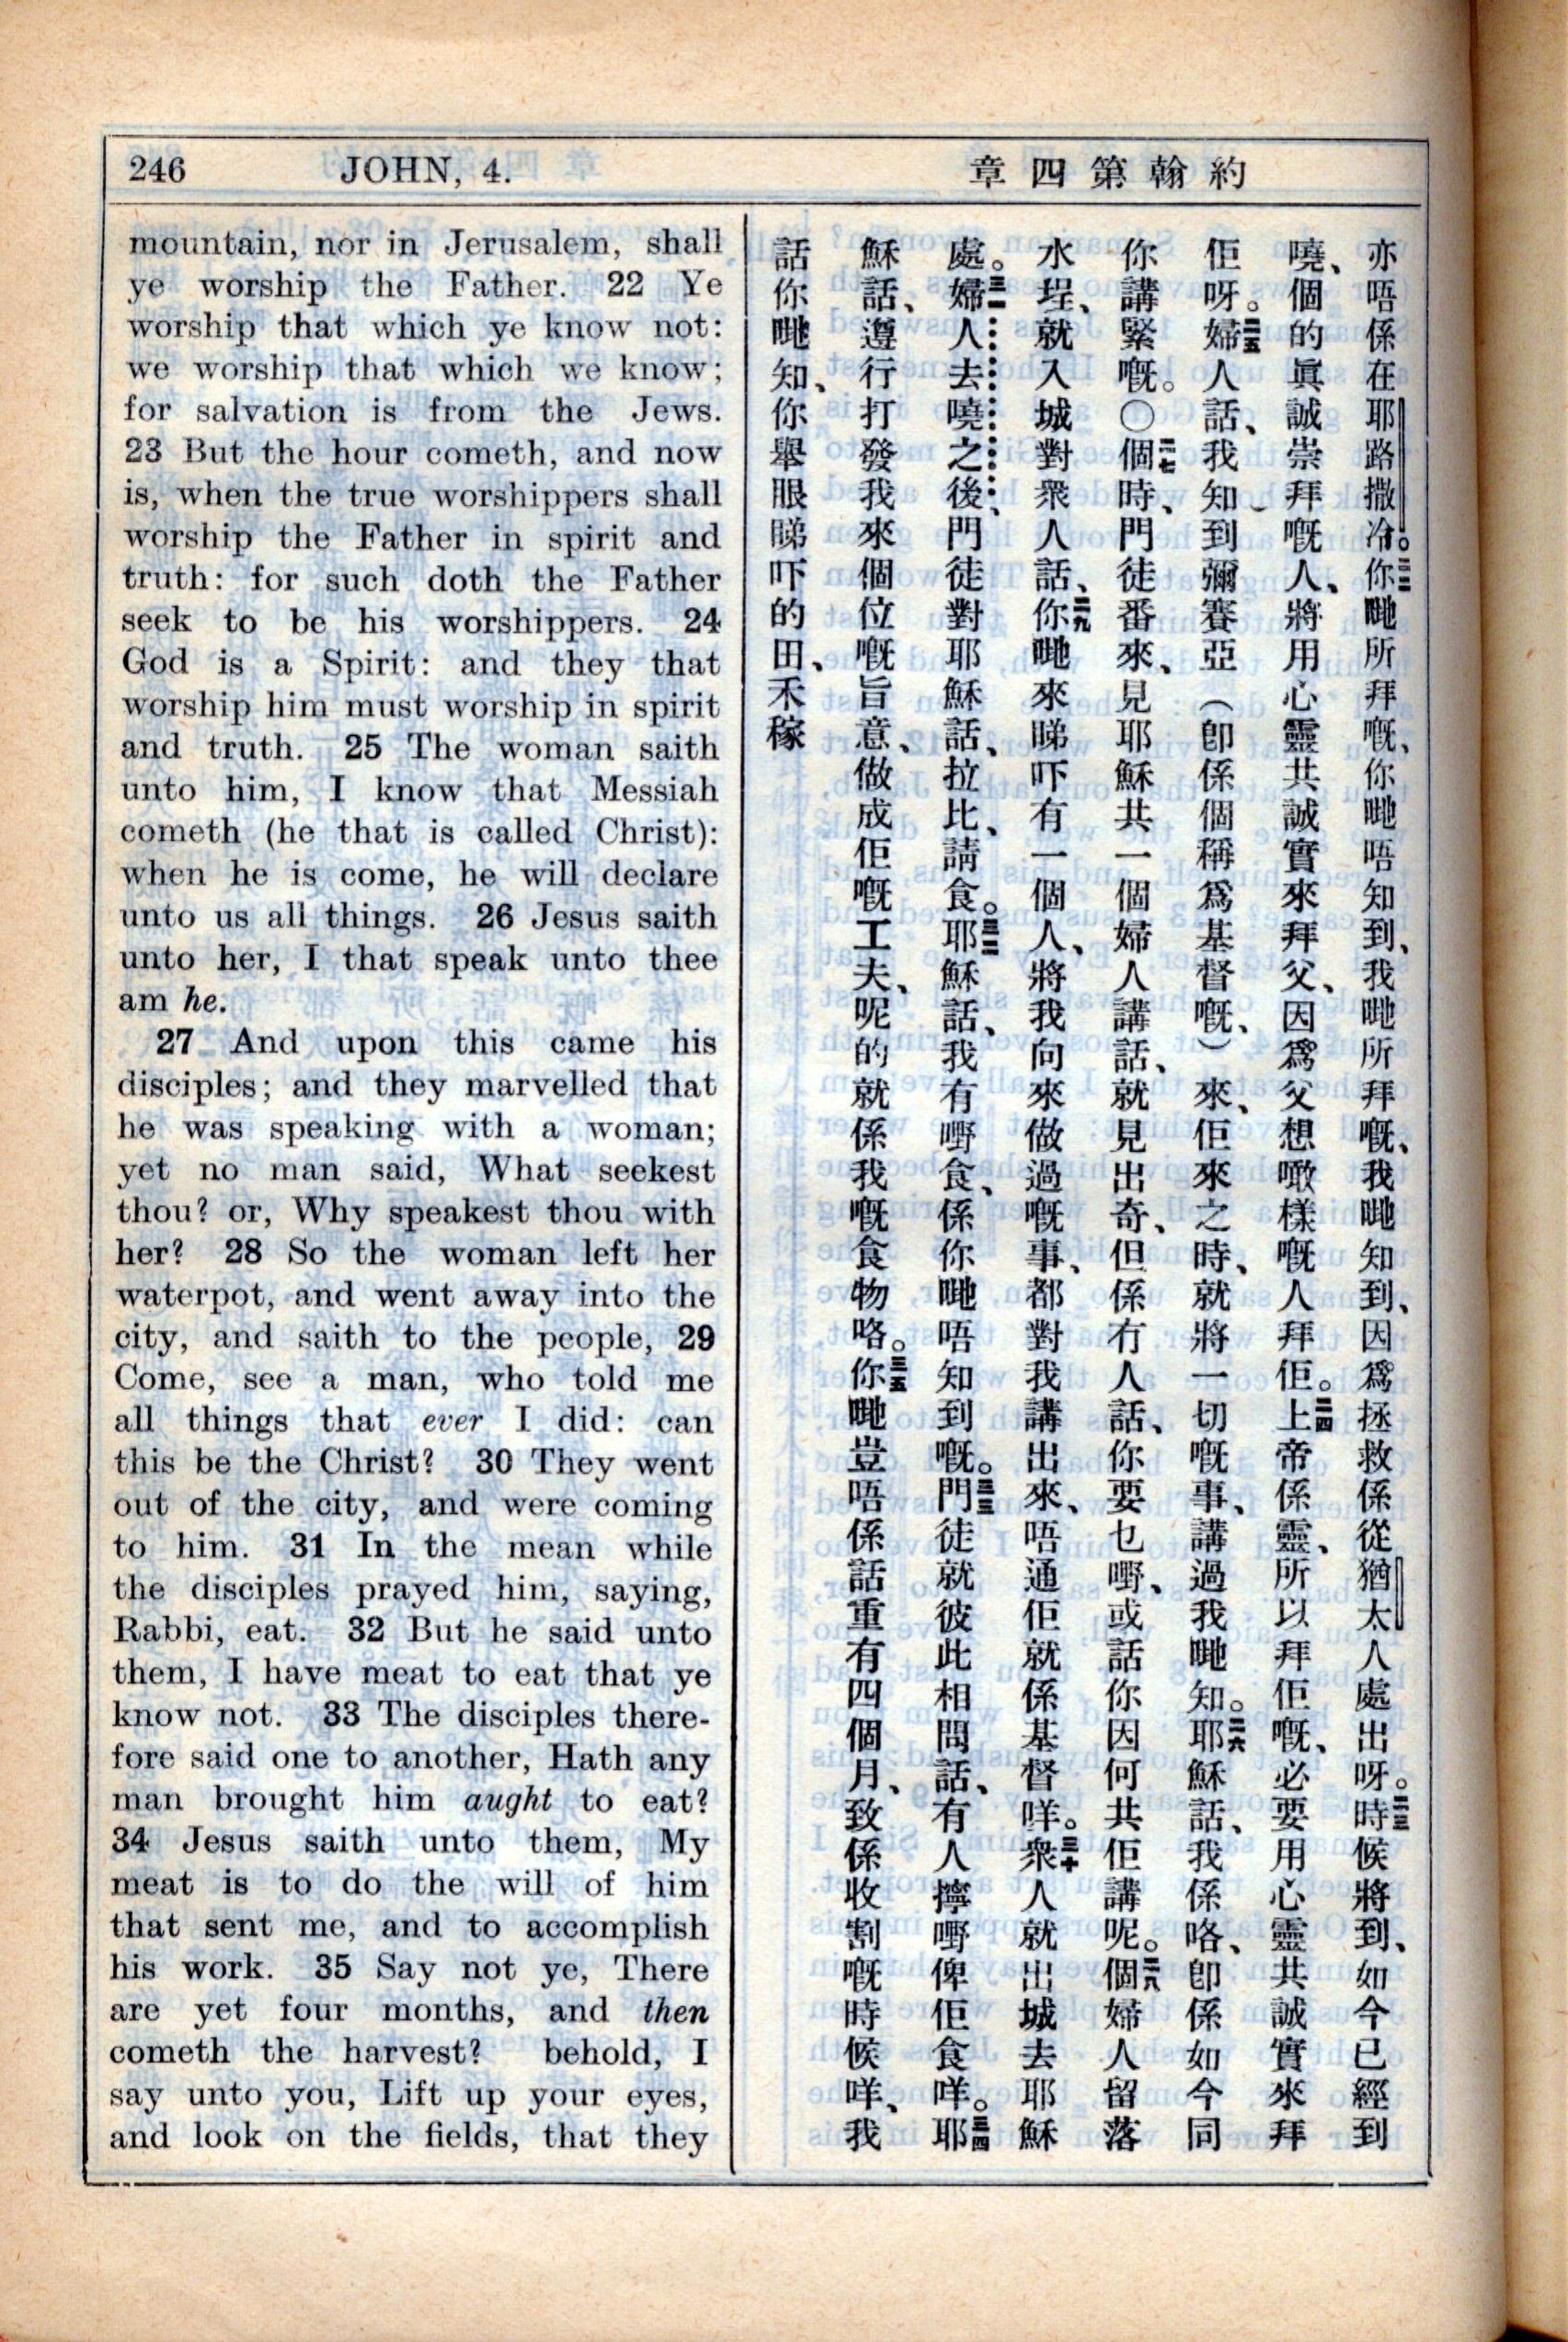 246 JOHN, 4.
mountain, nor in Jerusalem, shall
ye worship the Father. 22 Ye
worship that which ye know not:
we worship that which we know;
for salvation is from the Jews.
23 But the hour cometh, and now
is, when the true worshippers shall
worship the Father in spirit and
truth: for such doth the Father
seek to be his worshippers. 24
God is a Spirit: and they that
worship him must worship in spirit
and truth. 25 The woman saith
unto him, I know that Messiah
cometh (he that is called Christ):
when he is come, he will declare
unto us all things. 26 Jesus saith
unto her, I that speak unto thee
am he.
27 And upon this came his
disciples; and they marvelled that
he was speaking with a woman;
yet no man said, What seekest
thou? or, Why speakest thou with
her? 28 So the woman left her
waterpot, and went away into the
city, and saith to the people, 29
Come, see a man, who told me
all things that ever I did: can
this be the Christ? 30 They went
out of the city, and were coming
to him. 31 In the mean while
the disciples prayed him, saying,
Rabbi, eat. 32 But he said unto
them, I have meat to eat that ye
know not. 33 The disciples there-
fore said one to another, Hath any
man brought him aught to eat?
34 Jesus saith unto them, My
meat is to do the will of him
that sent me, and to accomplish
his work. 35 Say not ye, There
are yet four months, and then
cometh the harvest? behold, I
say unto you, Lift up your eyes,
and look on the fields, that they
約翰第四章
亦唔係在耶路撒冷。二二你哋所拜嘅、你哋唔知到、我哋所拜嘅、我哋知到、因爲拯救係從猶太人處出呀。二三時候將到、如今已經到
嘵、個的眞誠崇拜嘅人、將用心靈共誠實來拜父、因爲父想噉樣嘅人拜佢。二四上帝係靈、所以拜佢嘅、必要用心靈共誠實來拜
佢呀。二五婦人話、我知到彌賽亞（卽係個稱爲基督嘅、）來、佢來之時、就將一切嘅事、講過我哋知。二六耶穌話、我係咯、卽係如今同
你講緊嘅。〇二七個時、門徒番來、見耶穌共一個婦人講話、就見出奇、但係冇人話、你要乜嘢、或話你因何共佢講呢。二八個婦人留落
水埕、就入城對衆人話、二九你哋來睇吓有一個人、將我向來做過嘅事、都對我講出來、唔通佢就係基督咩。三十衆人就出城去耶穌
處。三一婦人去嘵之後、門徒對耶穌話、拉比、請食。三二耶穌話、我有嘢食、係你哋唔知到嘅。三三門徒就彼此相問話、有人擰嘢俾佢食咩。三四耶
穌話、遵行打發我來個位嘅旨意、做成佢嘅工夫、呢的就係我嘅食物咯。三五你哋豈唔係話重有四個月、致係收割嘅時候咩、我
話你哋知、你舉眼睇吓的田、禾稼